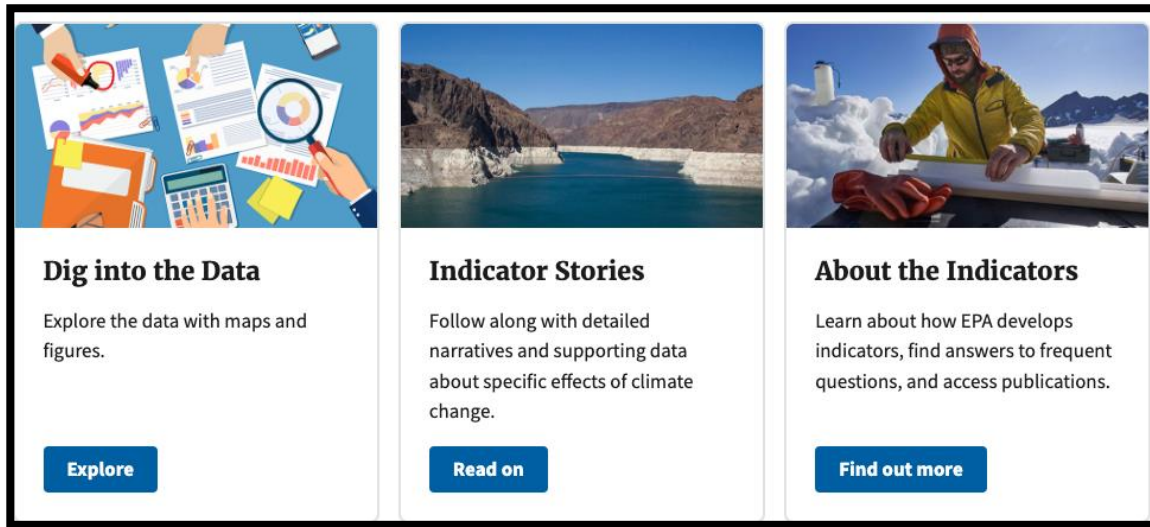 Dig into the Data
Explore the data with maps and
figures.
Explore
Indicator Stories
Follow along with detailed
narratives and supporting data
about specific effects of climate
change.
Read on
About the Indicators
Learn about how EPA develops
indicators, find answers to frequent
questions, and access publications.
Find out more